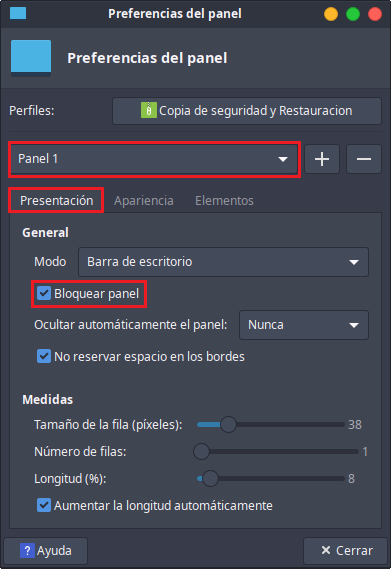 Preferencias del panel
Preferencias del panel
Perfiles:
Copia de seguridad y Restauracion
Panel 1
Presentación Apariencia Elementos
General
Modo Barra de escritorio
Bloquear panel
Ocultar automáticamente el panel: Nunca
No reservar espacio en los bordes
Medidas
Tamaño de la fila (píxeles): 38
Número de filas: 1
Longitud (%): 8
Aumentar la longitud automáticamente
? Ayuda
Cerrar